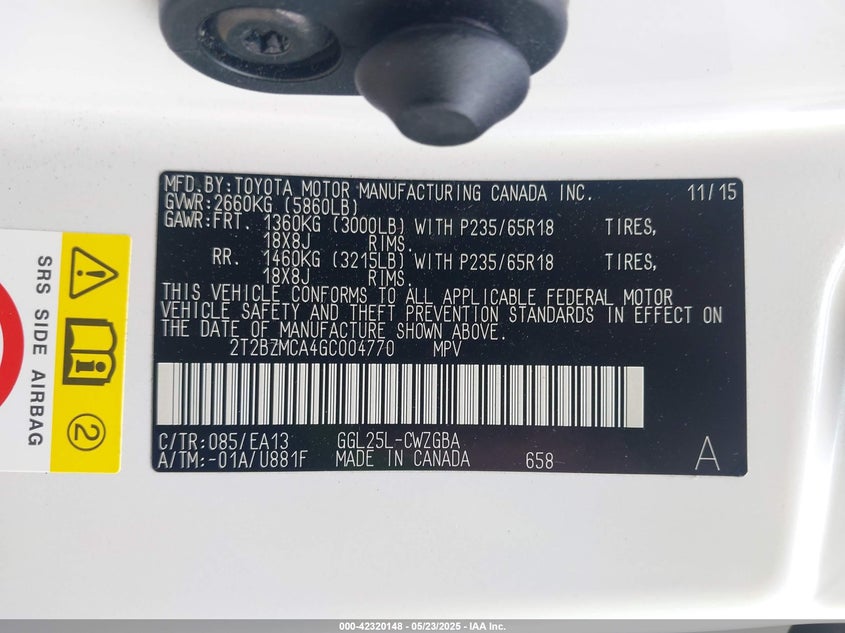 MFD. BY: TOYOTA MOTOR MANUFACTURING CANADA INC. 11/15
GVWR: 2660KG (5860LB)
GAWR: FRT. 1360KG (3000LB) WITH P235/65R18 TIRES,
18X8J RIMS.
RR. 1460KG (3215LB) WITH P235/65R18 TIRES,
18X8J RIMS.
THIS VEHICLE CONFORMS TO ALL APPLICABLE FEDERAL MOTOR
VEHICLE SAFETY AND THEFT PREVENTION STANDARDS IN EFFECT ON
THE DATE OF MANUFACTURE SHOWN ABOVE.
2T2BZMCA4GC004770 MPV
C/TR: 085/EA13 GGL25L-CWZGBA
A/TM: -01A/U881F MADE IN CANADA 658 A
SRS SIDE AIRBAG
2
000-42320148 - 05/23/2025 - IAA Inc.